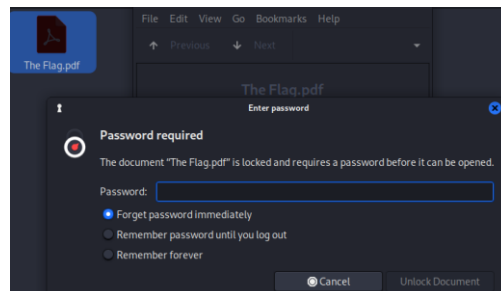 File Edit View Go Bookmarks Help
Previous Next
The Flag.pdf
The Flag.pdf
Enter password
Password required
The document "The Flag.pdf" is locked and requires a password before it can be opened.
Password:
Forget password immediately
Remember password until you log out
Remember forever
Cancel Unlock Document